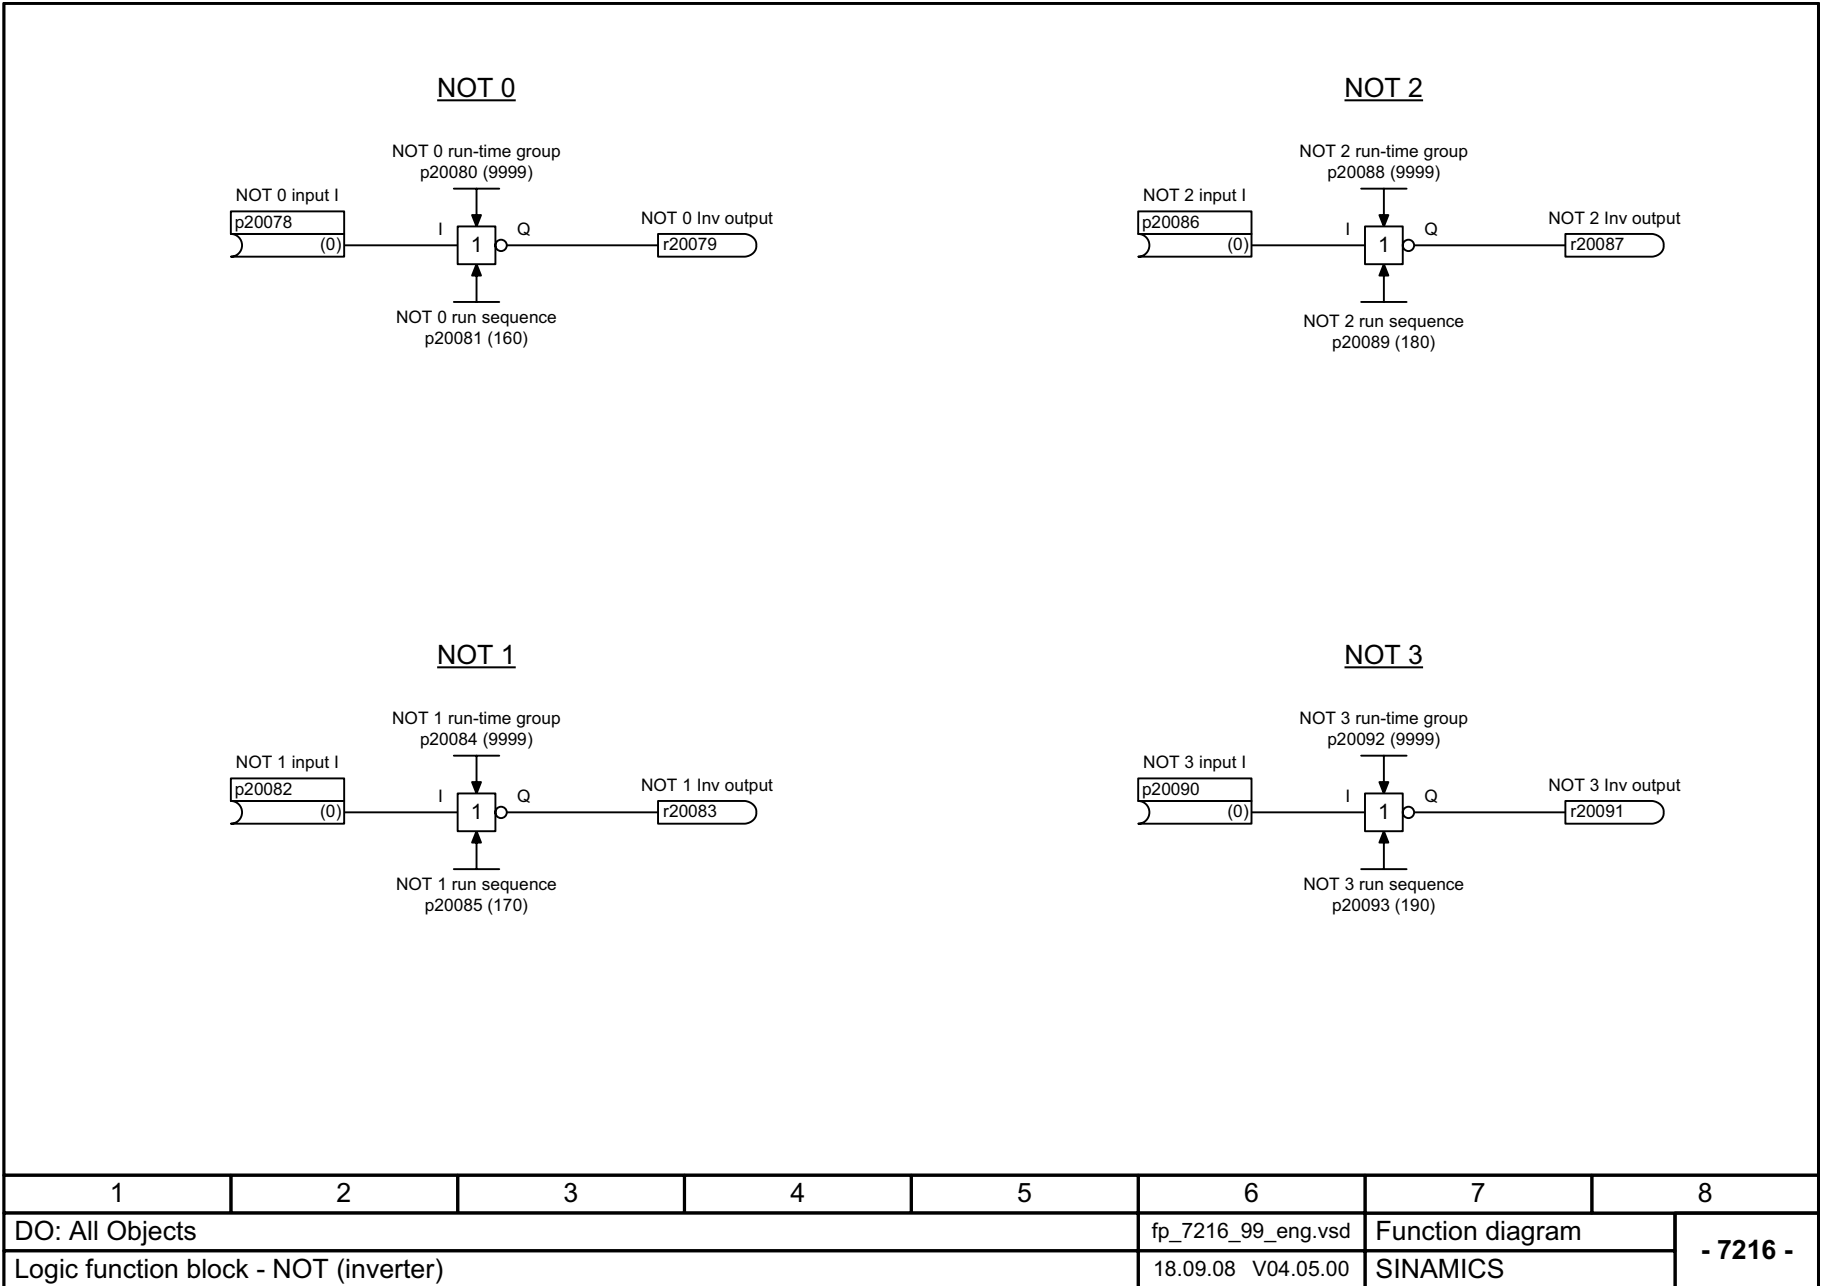 NOT 0
NOT 0 run-time group
p20080 (9999)
NOT 0 input I
p20078
(0)
I
1
Q
NOT 0 Inv output
r20079
NOT 0 run sequence
p20081 (160)
NOT 2
NOT 2 run-time group
p20088 (9999)
NOT 2 input I
p20086
(0)
I
1
Q
NOT 2 Inv output
r20087
NOT 2 run sequence
p20089 (180)
NOT 1
NOT 1 run-time group
p20084 (9999)
NOT 1 input I
p20082
(0)
I
1
Q
NOT 1 Inv output
r20083
NOT 1 run sequence
p20085 (170)
NOT 3
NOT 3 run-time group
p20092 (9999)
NOT 3 input I
p20090
(0)
I
1
Q
NOT 3 Inv output
r20091
NOT 3 run sequence
p20093 (190)
1 2 3 4 5 6 7 8
DO: All Objects
fp_7216_99_eng.vsd
Function diagram
- 7216 -
Logic function block - NOT (inverter)
18.09.08 V04.05.00
SINAMICS